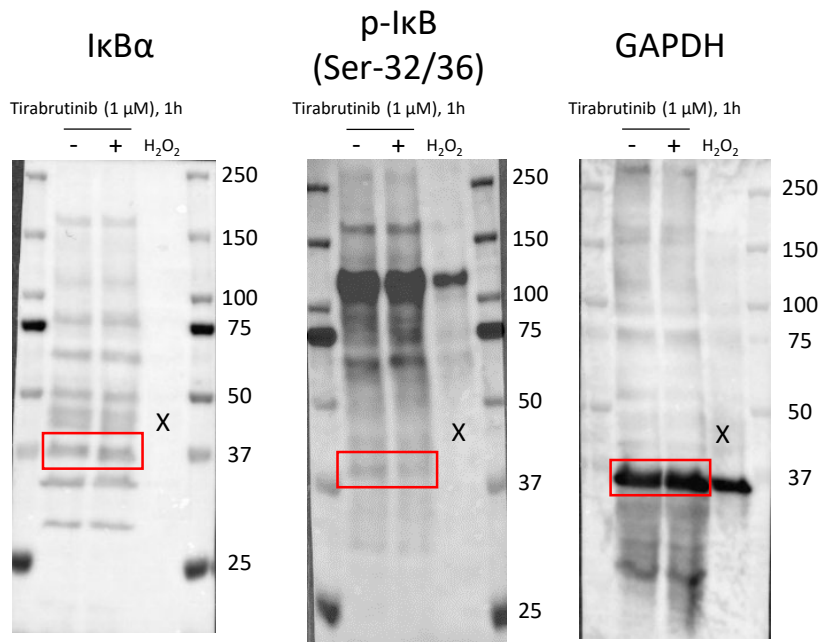 IκBα
Tirabrutinib (1 μM), 1h
- + H₂O₂
250
150
100
75
50
X
37
25
p-IκB
(Ser-32/36)
Tirabrutinib (1 μM), 1h
- + H₂O₂
250
150
100
75
50
X
37
25
GAPDH
Tirabrutinib (1 μM), 1h
- + H₂O₂
250
150
100
75
50
X
37